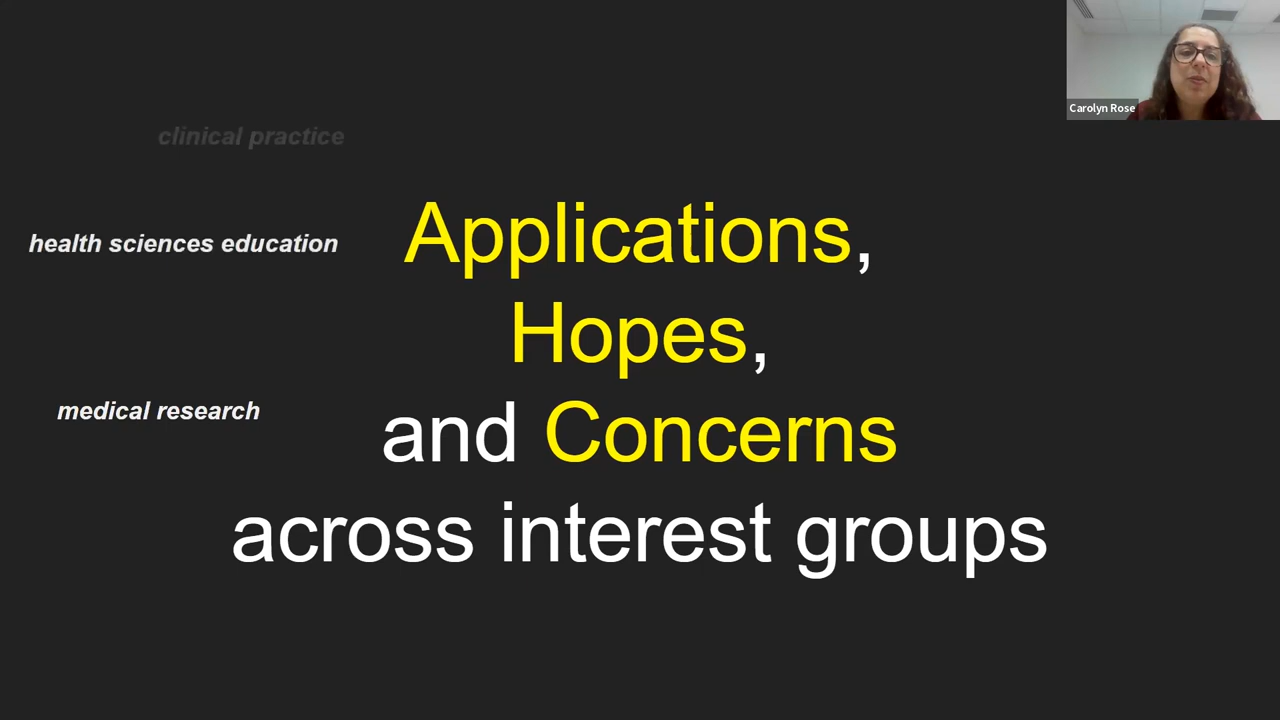 Carolyn Rose
clinical practice
health sciences education
medical research
Applications,
Hopes,
and Concerns
across interest groups